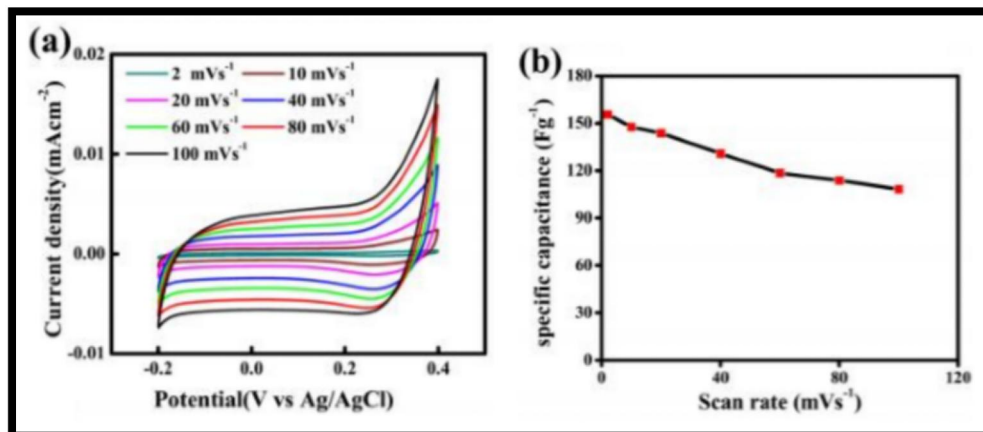 (a)
0.02
0.01
0.00
-0.01
Current density(mAcm⁻²)
2 mVs⁻¹ 10 mVs⁻¹
20 mVs⁻¹ 40 mVs⁻¹
60 mVs⁻¹ 80 mVs⁻¹
100 mVs⁻¹
-0.2 0.0 0.2 0.4
Potential(V vs Ag/AgCl)
(b)
180
150
120
90
60
30
0
specific capacitance (Fg⁻¹)
0 40 80 120
Scan rate (mVs⁻¹)